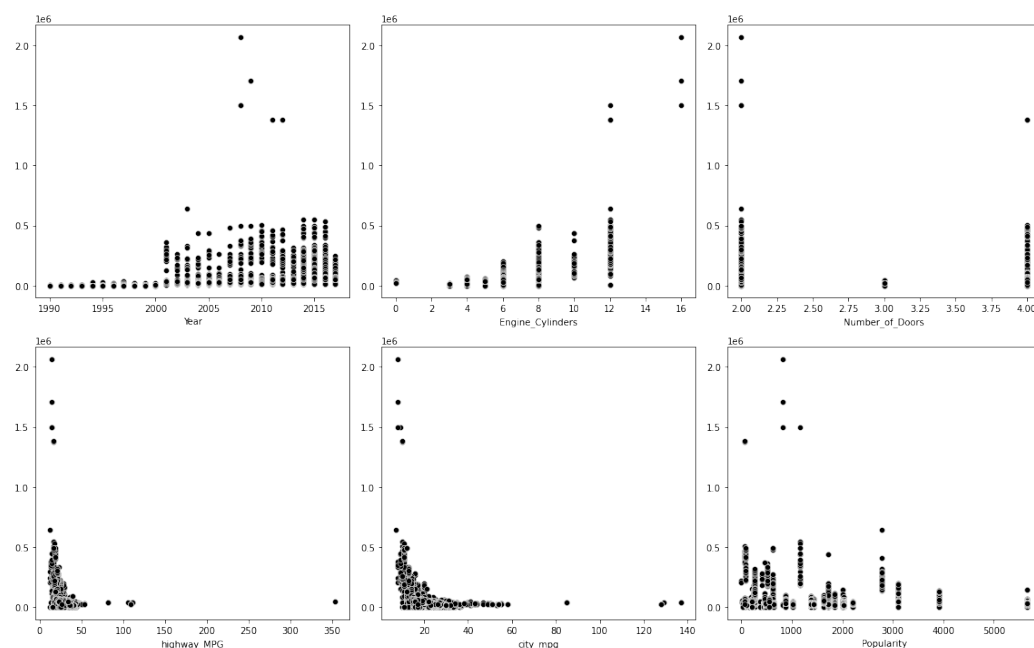 1e6 1e6 1e6
2.0 2.0 2.0
1.5 1.5 1.5
1.0 1.0 1.0
0.5 0.5 0.5
0.0 0.0 0.0
1990 1995 2000 2005 2010 2015 0 2 4 6 8 10 12 14 16 2.00 2.25 2.50 2.75 3.00 3.25 3.50 3.75 4.00
Year Engine_Cylinders Number_of_Doors
1e6 1e6 1e6
2.0 2.0 2.0
1.5 1.5 1.5
1.0 1.0 1.0
0.5 0.5 0.5
0.0 0.0 0.0
0 50 100 150 200 250 300 350 20 40 60 80 100 120 140 0 1000 2000 3000 4000 5000
highway_MPG city_mpg Popularity